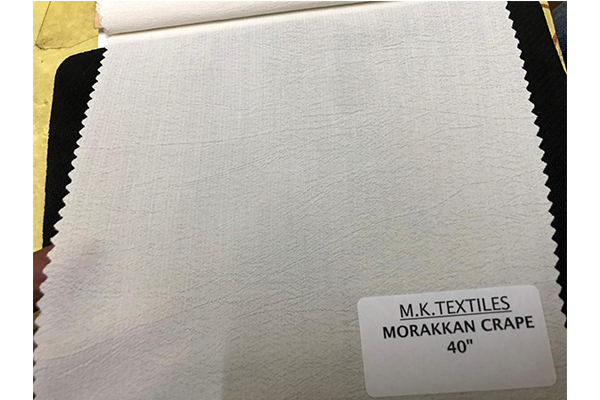 M.K.TEXTILES
MORAKKAN CRAPE
40"